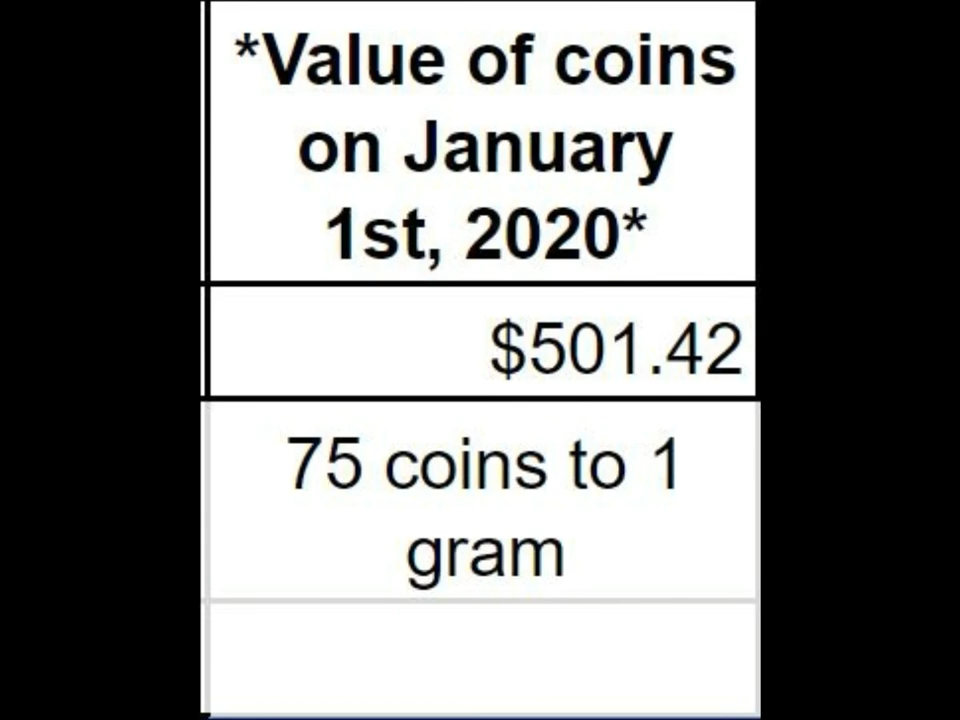 *Value of coins
on January
1st, 2020*
$501.42
75 coins to 1
gram